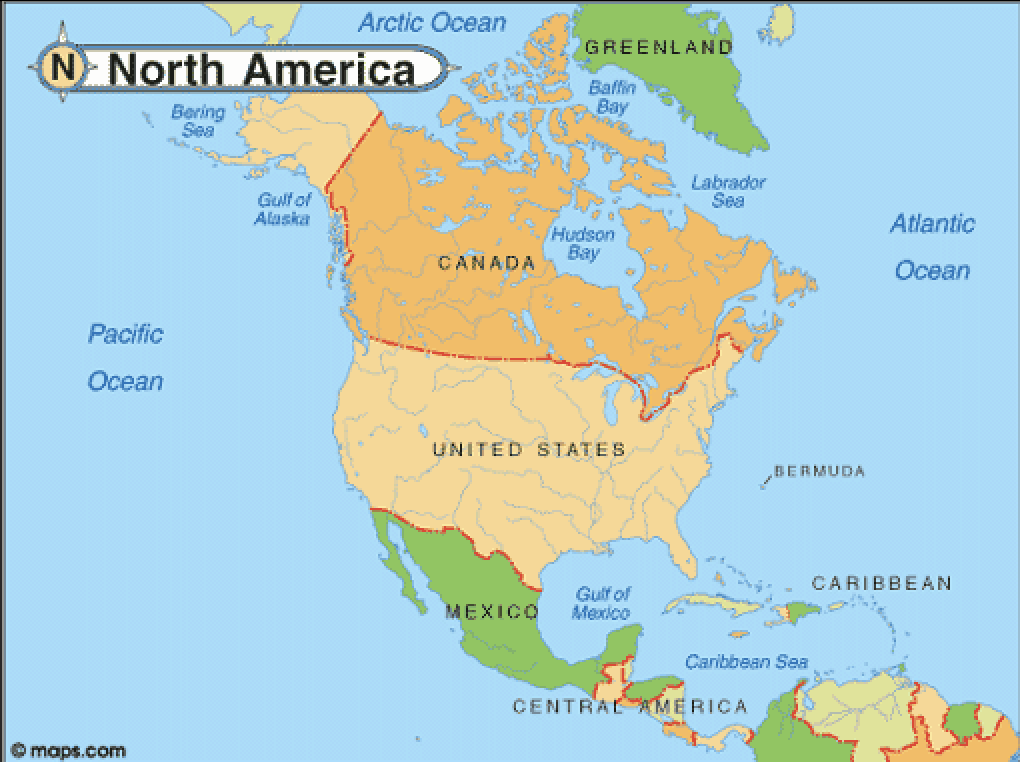 Arctic Ocean
GREENLAND
N
North America
Baffin
Bay
Bering
Sea
Labrador
Sea
Gulf of
Alaska
Atlantic
Ocean
Hudson
Bay
CANADA
Pacific
Ocean
UNITED STATES
BERMUDA
CARIBBEAN
Gulf of
Mexico
MEXICO
Caribbean Sea
CENTRAL AMERICA
© maps.com